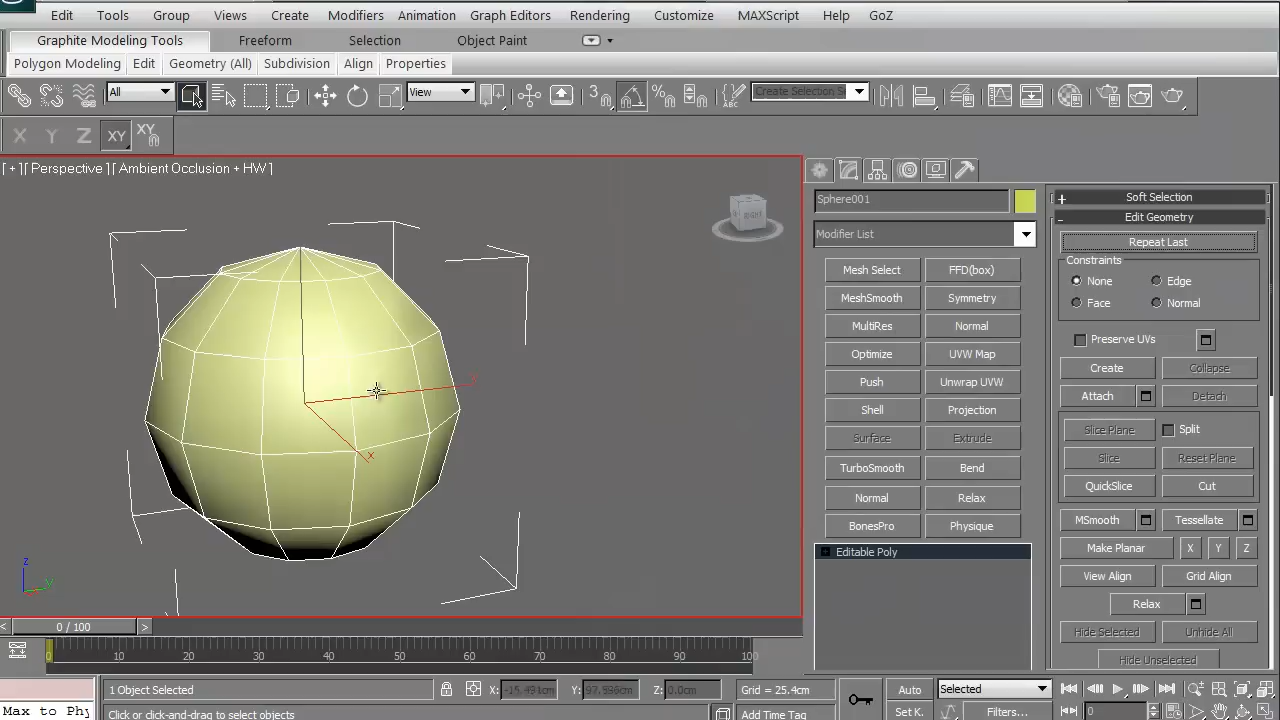 Edit Tools Group Views Create Modifiers Animation Graph Editors Rendering Customize MAXScript Help GoZ
Graphite Modeling Tools Freeform Selection Object Paint
Polygon Modeling Edit Geometry (All) Subdivision Align Properties
All View 3 Create Selection S
X Y Z XY XY
[ + ][ Perspective ][ Ambient Occlusion + HW ]
Sphere001
Modifier List
Mesh Select FFD(box)
MeshSmooth Symmetry
MultiRes Normal
Optimize UVW Map
Push Unwrap UVW
Shell Projection
Surface Extrude
TurboSmooth Bend
Normal Relax
BonesPro Physique
Editable Poly
+ Soft Selection
- Edit Geometry
Repeat Last
Constraints
None Edge
Face Normal
Preserve UVs
Create Collapse
Attach Detach
Slice Plane Split
Slice Reset Plane
QuickSlice Cut
MSmooth Tessellate
Make Planar X Y Z
View Align Grid Align
Relax
Hide Selected Unhide All
Hide Unselected
RIGHT
x
z
y
< 0 / 100 >
0 10 20 30 40 50 60 70 80 90 100
1 Object Selected X: Y: Z: 0.0cm Grid = 25.4cm Auto Selected
Max to Phy Click or click-and-drag to select objects Add Time Tag Set K. Filters... 0